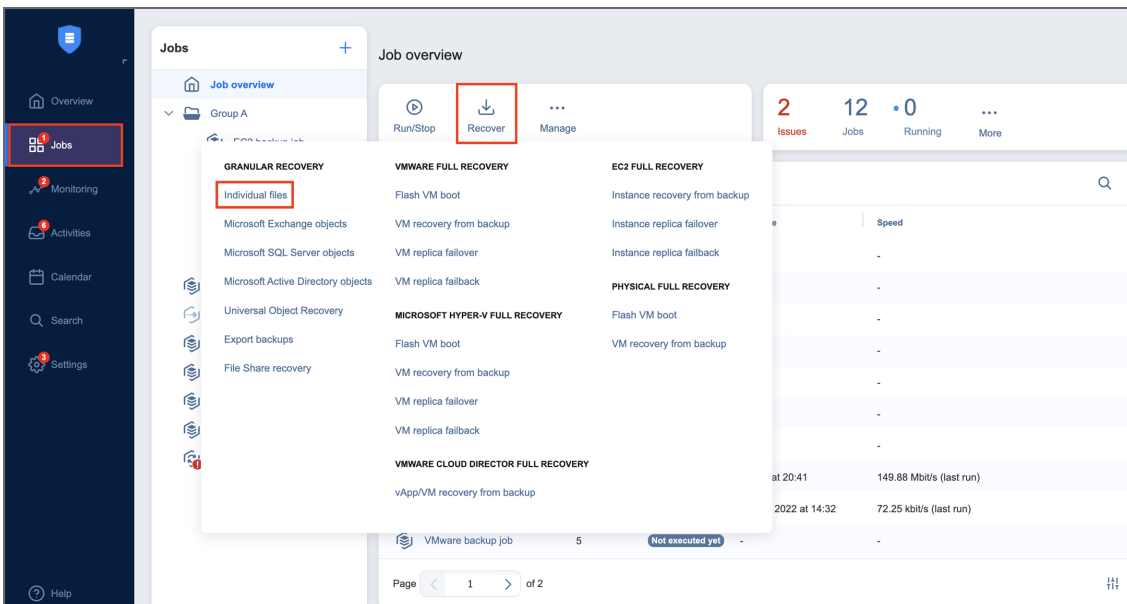 Overview
1
Jobs
2
Monitoring
6
Activities
Calendar
Search
3
Settings
Help
Jobs
+
Job overview
Group A
EC2 backup job
Job overview
Run/Stop
Recover
Manage
2
Issues
12
Jobs
0
Running
More
GRANULAR RECOVERY
Individual files
Microsoft Exchange objects
Microsoft SQL Server objects
Microsoft Active Directory objects
Universal Object Recovery
Export backups
File Share recovery
VMWARE FULL RECOVERY
Flash VM boot
VM recovery from backup
VM replica failover
VM replica failback
MICROSOFT HYPER-V FULL RECOVERY
Flash VM boot
VM recovery from backup
VM replica failover
VM replica failback
VMWARE CLOUD DIRECTOR FULL RECOVERY
vApp/VM recovery from backup
EC2 FULL RECOVERY
Instance recovery from backup
Instance replica failover
Instance replica failback
PHYSICAL FULL RECOVERY
Flash VM boot
VM recovery from backup
e
Speed
-
-
-
-
-
-
-
at 20:41
149.88 Mbit/s (last run)
2022 at 14:32
72.25 kbit/s (last run)
VMware backup job
5
Not executed yet
-
-
Page
1
of 2